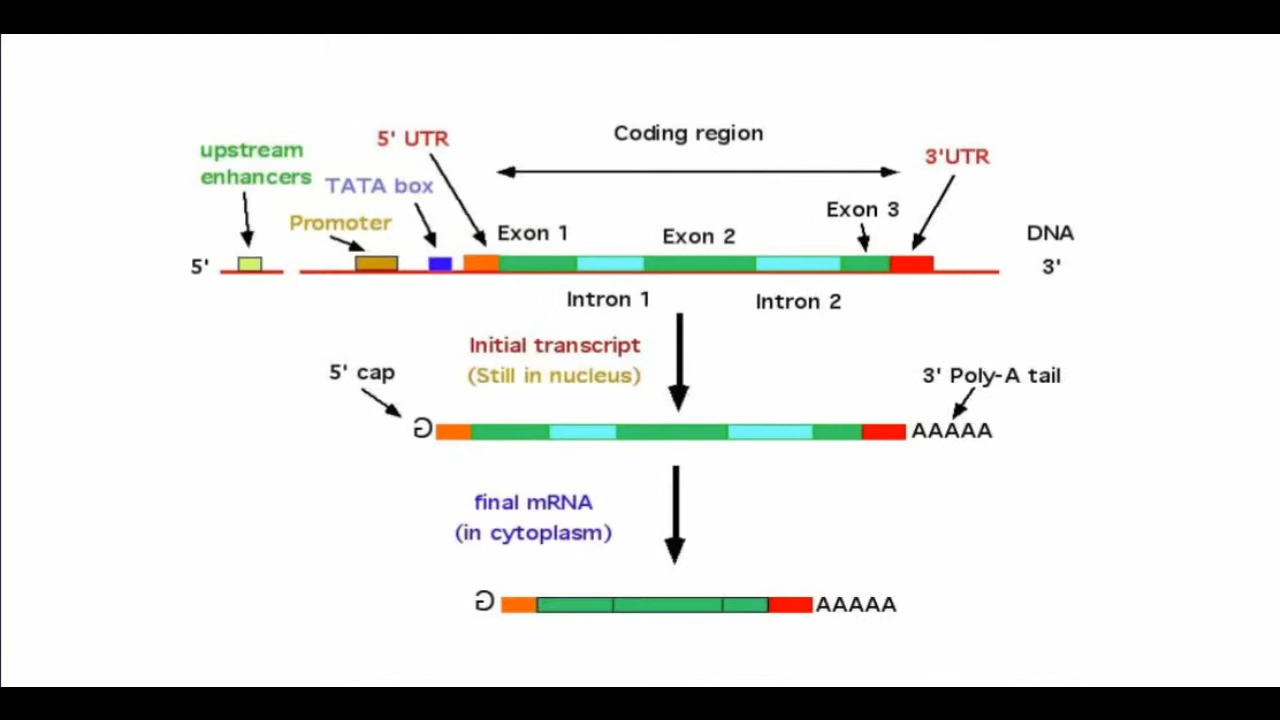 5' UTR
Coding region
upstream
enhancers
3'UTR
TATA box
Promoter
Exon 3
Exon 1
Exon 2
DNA
5'
3'
Intron 1
Intron 2
Initial transcript
(Still in nucleus)
5' cap
3' Poly-A tail
G
AAAAA
final mRNA
(in cytoplasm)
G
AAAAA